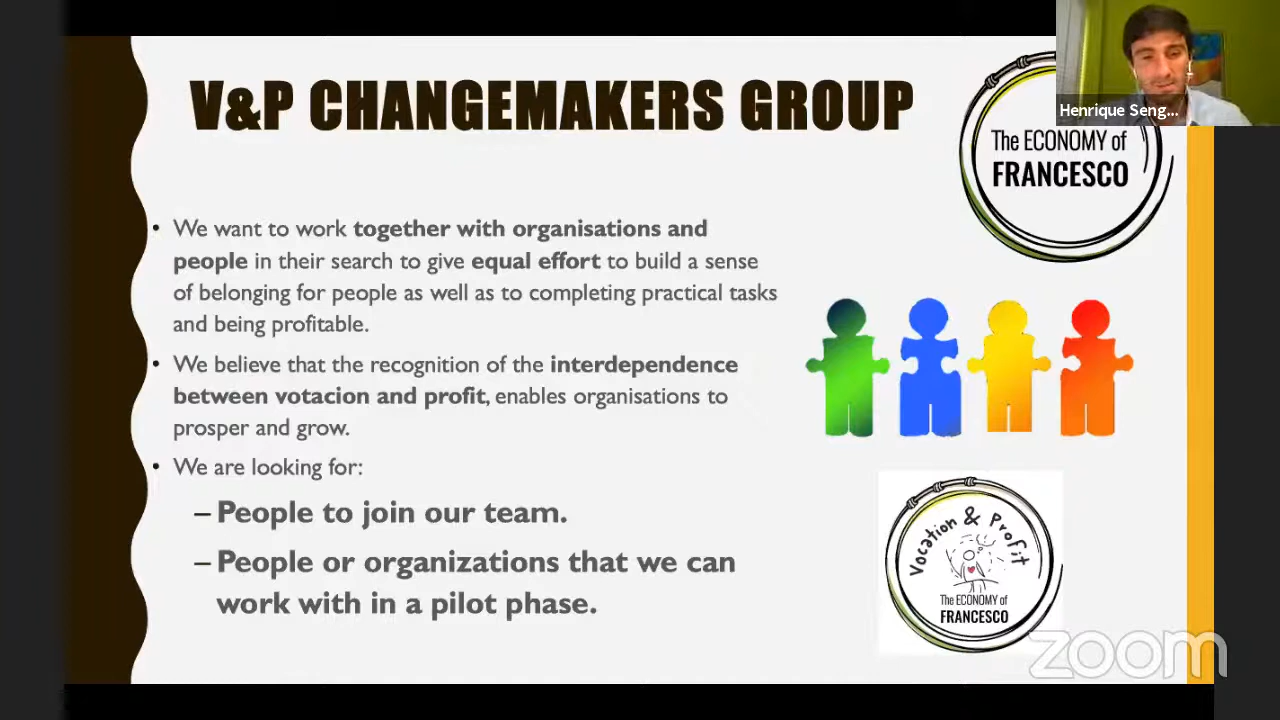 V&P CHANGEMAKERS GROUP
Henrique Seng...
The ECONOMY of
FRANCESCO
• We want to work together with organisations and
people in their search to give equal effort to build a sense
of belonging for people as well as to completing practical tasks
and being profitable.
• We believe that the recognition of the interdependence
between votacion and profit, enables organisations to
prosper and grow.
• We are looking for:
– People to join our team.
– People or organizations that we can
work with in a pilot phase.
Vocation & Profit
The ECONOMY of
FRANCESCO
zoom